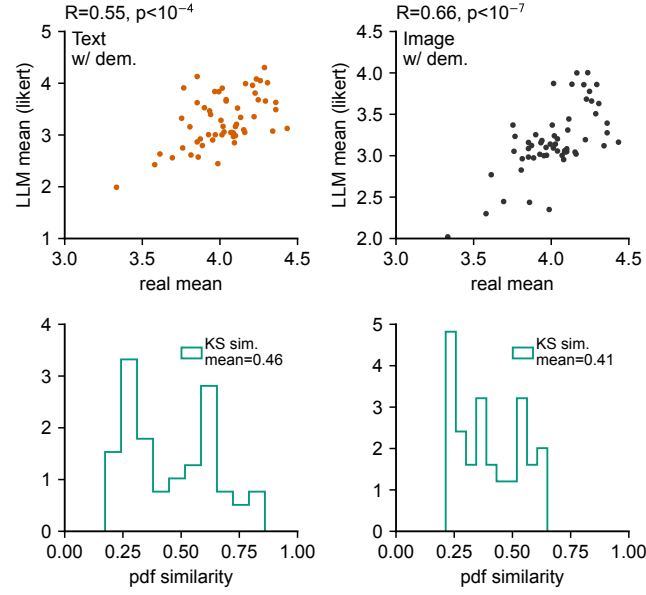 R=0.55, p<10⁻⁴
Text
w/ dem.
LLM mean (likert)
5
4
3
2
1
3.0
3.5
4.0
4.5
real mean
R=0.66, p<10⁻⁷
Image
w/ dem.
LLM mean (likert)
4.5
4.0
3.5
3.0
2.5
2.0
3.0
3.5
4.0
4.5
real mean
KS sim.
mean=0.46
4
3
2
1
0
0.00
0.25
0.50
0.75
1.00
pdf similarity
KS sim.
mean=0.41
5
4
3
2
1
0
0.00
0.25
0.50
0.75
1.00
pdf similarity